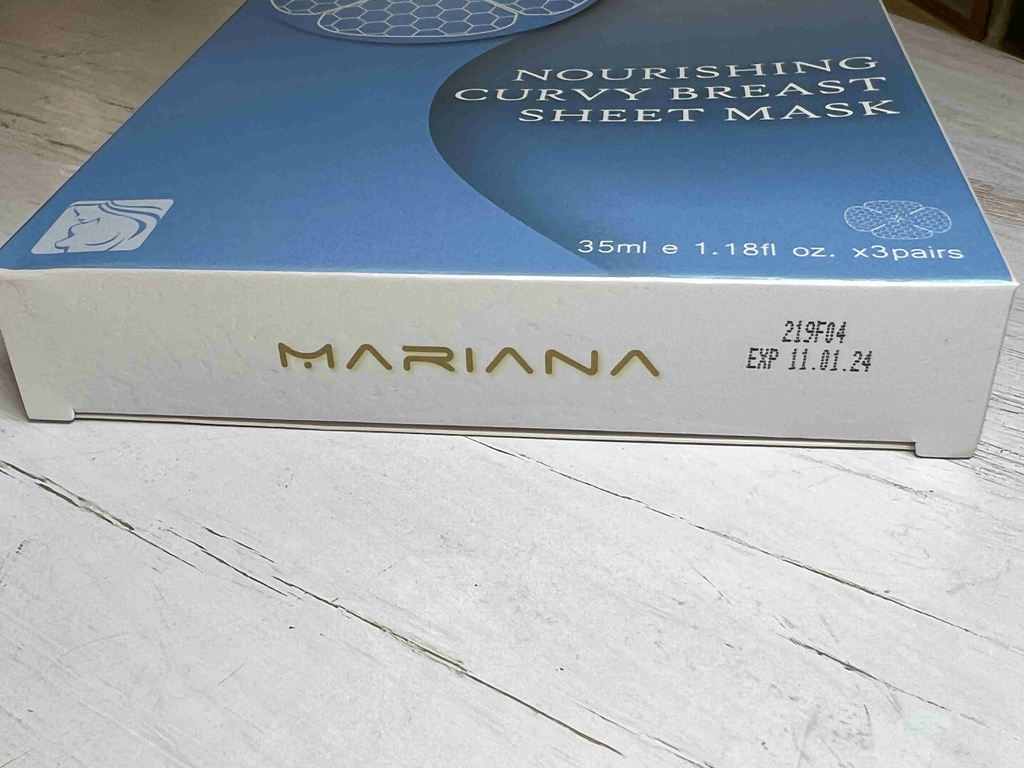 NOURISHING
CURVY BREAST
SHEET MASK
35ml e 1.18fl oz. x3pairs
MARIANA
219F04
EXP 11.01.24